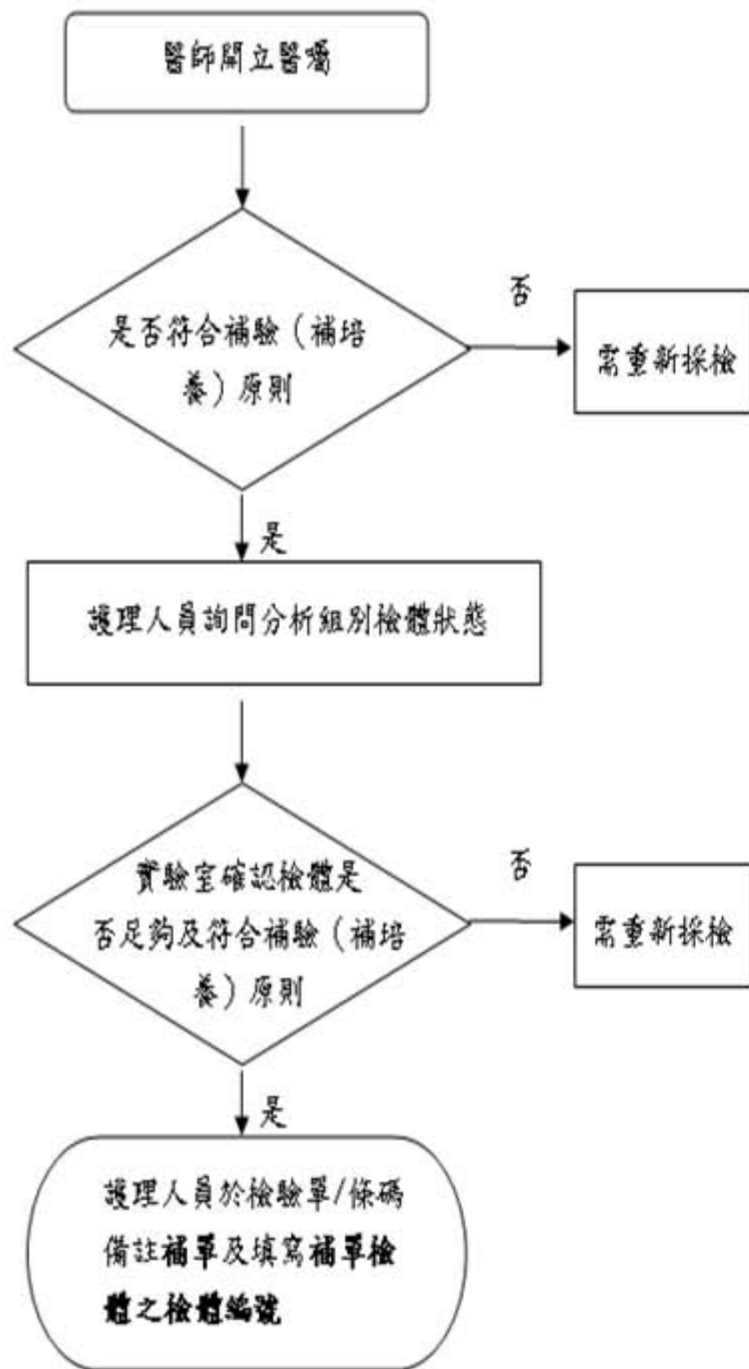 醫師開立醫囑
是否符合補驗（補培
養）原則
否
需重新採檢
是
護理人員詢問分析組別檢體狀態
實驗室確認檢體是
否足夠及符合補驗（補培
養）原則
否
需重新採檢
是
護理人員於檢驗單/條碼
備註補單及填寫補單檢
體之檢體編號